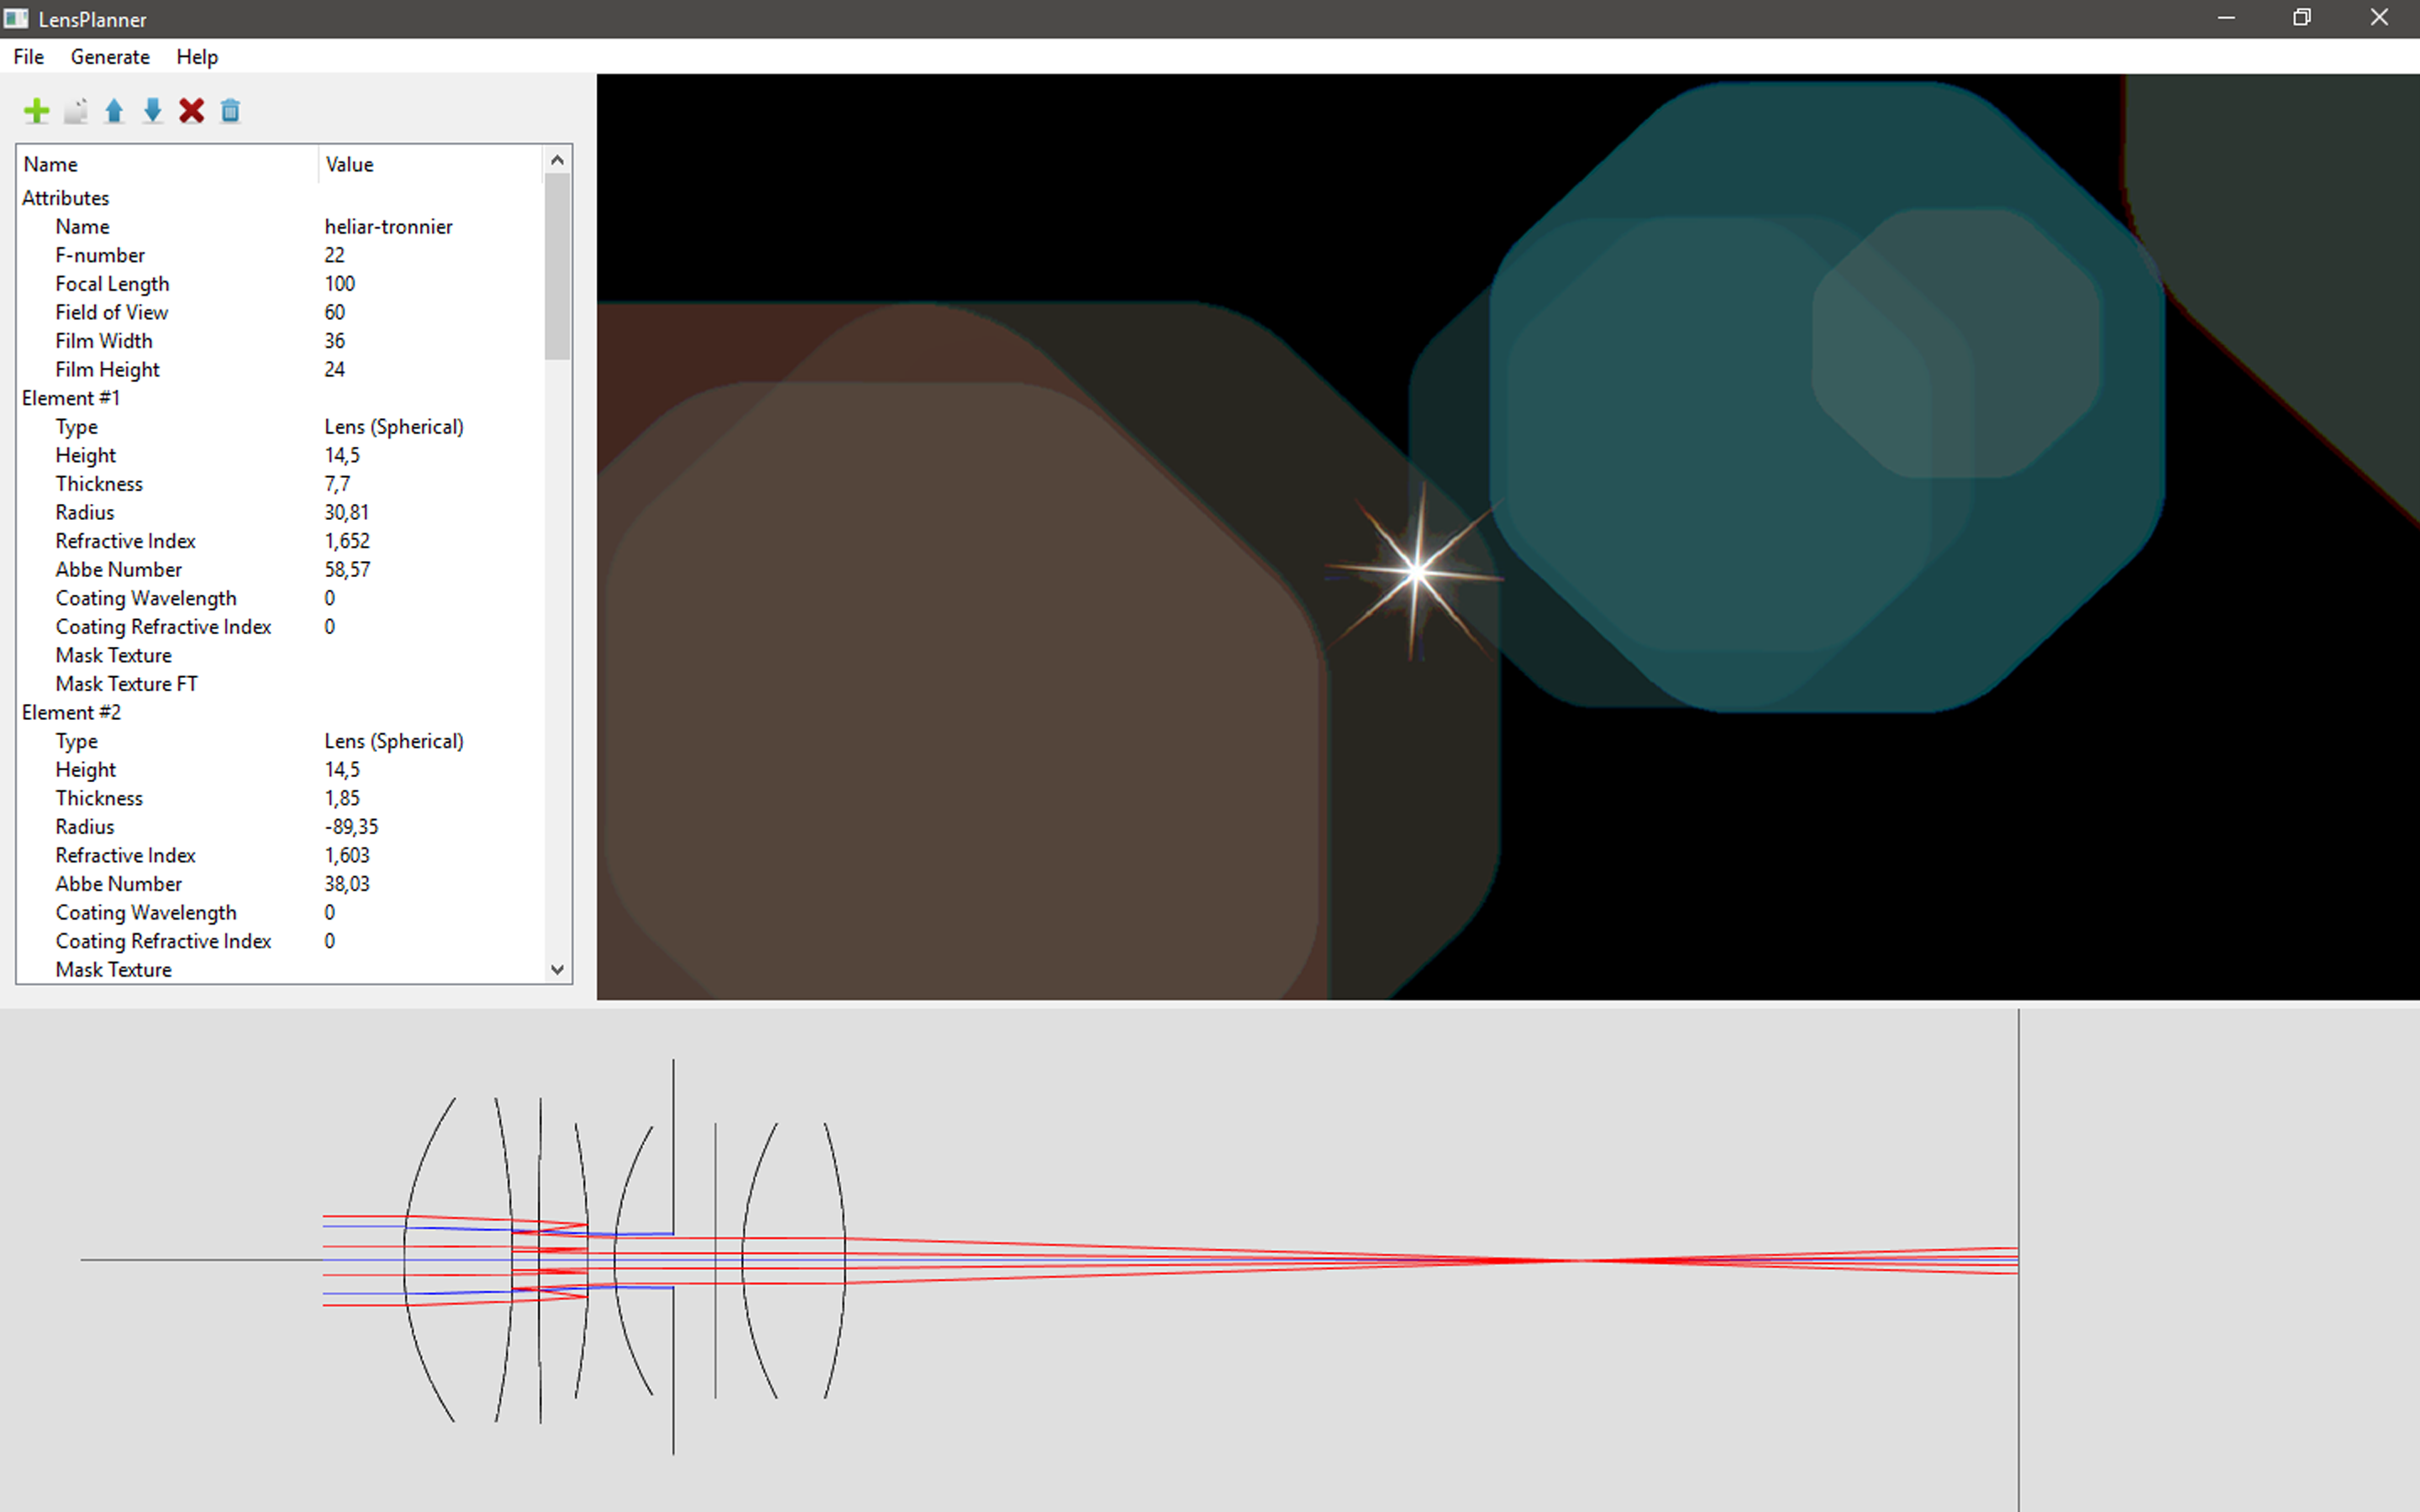 LensPlanner
File Generate Help
Name Value
Attributes
Name heliar-tronnier
F-number 22
Focal Length 100
Field of View 60
Film Width 36
Film Height 24
Element #1
Type Lens (Spherical)
Height 14,5
Thickness 7,7
Radius 30,81
Refractive Index 1,652
Abbe Number 58,57
Coating Wavelength 0
Coating Refractive Index 0
Mask Texture
Mask Texture FT
Element #2
Type Lens (Spherical)
Height 14,5
Thickness 1,85
Radius -89,35
Refractive Index 1,603
Abbe Number 38,03
Coating Wavelength 0
Coating Refractive Index 0
Mask Texture